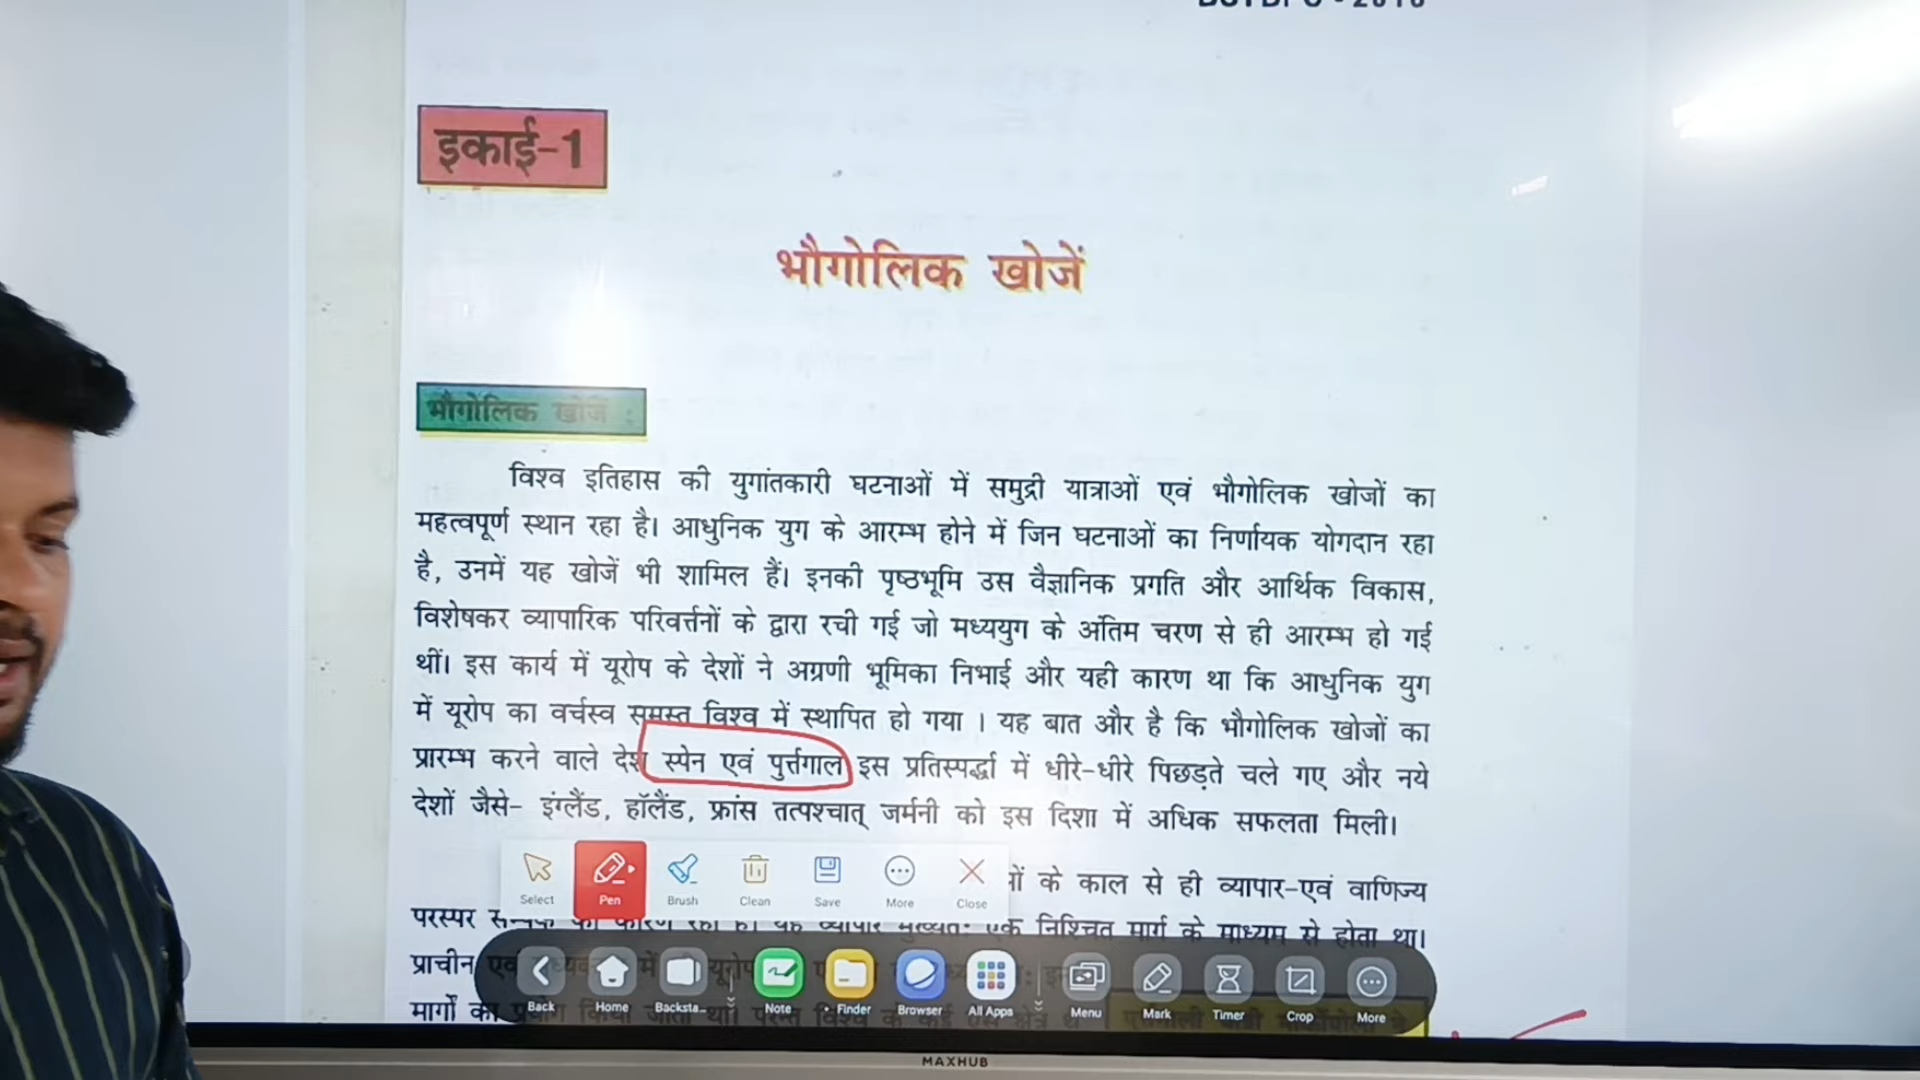 इकाई-1
भौगोलिक खोजें
भौगोलिक खोजें :
विश्व इतिहास की युगांतकारी घटनाओं में समुद्री यात्राओं एवं भौगोलिक खोजों का
महत्वपूर्ण स्थान रहा है। आधुनिक युग के आरम्भ होने में जिन घटनाओं का निर्णायक योगदान रहा
है, उनमें यह खोजें भी शामिल हैं। इनकी पृष्ठभूमि उस वैज्ञानिक प्रगति और आर्थिक विकास,
विशेषकर व्यापारिक परिवर्त्तनों के द्वारा रची गई जो मध्ययुग के अंतिम चरण से ही आरम्भ हो गई
थीं। इस कार्य में यूरोप के देशों ने अग्रणी भूमिका निभाई और यही कारण था कि आधुनिक युग
में यूरोप का वर्चस्व समस्त विश्व में स्थापित हो गया । यह बात और है कि भौगोलिक खोजों का
प्रारम्भ करने वाले देश स्पेन एवं पुर्त्तगाल इस प्रतिस्पर्द्धा में धीरे-धीरे पिछड़ते चले गए और नये
देशों जैसे- इंग्लैंड, हॉलैंड, फ्रांस तत्पश्चात् जर्मनी को इस दिशा में अधिक सफलता मिली।
के काल से ही व्यापार-एवं वाणिज्य
Select Pen Brush Clean Save More Close
परस्पर एक निश्चित मार्ग के माध्यम से होता था।
प्राचीन
मार्गों का
Back Home Backsta... Note Finder Browser All Apps Menu Mark Timer Crop More
MAXHUB